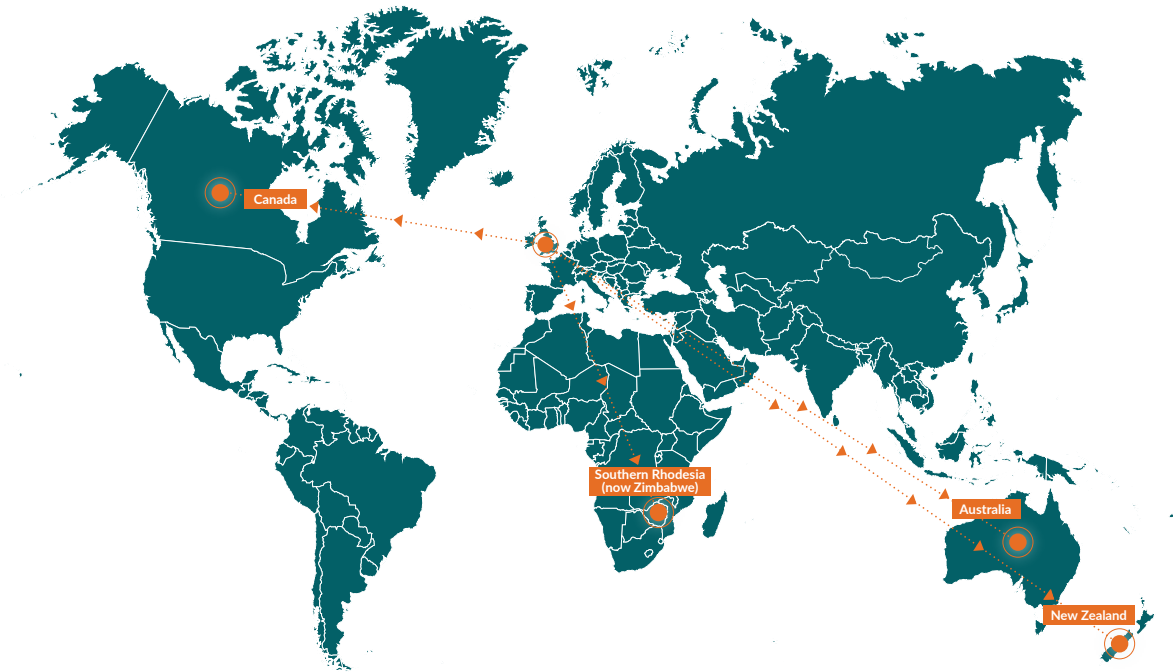 Canada
Southern Rhodesia
(now Zimbabwe)
Australia
New Zealand